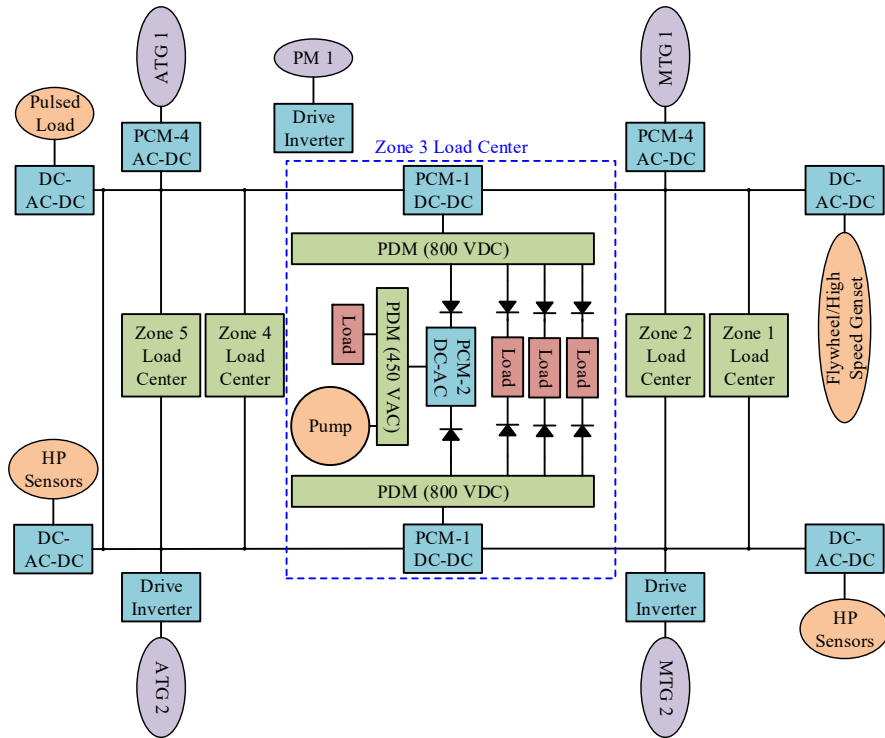 ATG 1
PM 1
MTG 1
Pulsed
Load
PCM-4
AC-DC
Drive
Inverter
PCM-4
AC-DC
Zone 3 Load Center
DC-
AC-DC
PCM-1
DC-DC
DC-
AC-DC
PDM (800 VDC)
Flywheel/High
Speed Genset
Zone 5
Load
Center
Zone 4
Load
Center
Load
PDM (450 VAC)
PCM-2
DC-AC
Load
Load
Load
Zone 2
Load
Center
Zone 1
Load
Center
Pump
HP
Sensors
PDM (800 VDC)
DC-
AC-DC
PCM-1
DC-DC
DC-
AC-DC
Drive
Inverter
Drive
Inverter
HP
Sensors
ATG 2
MTG 2